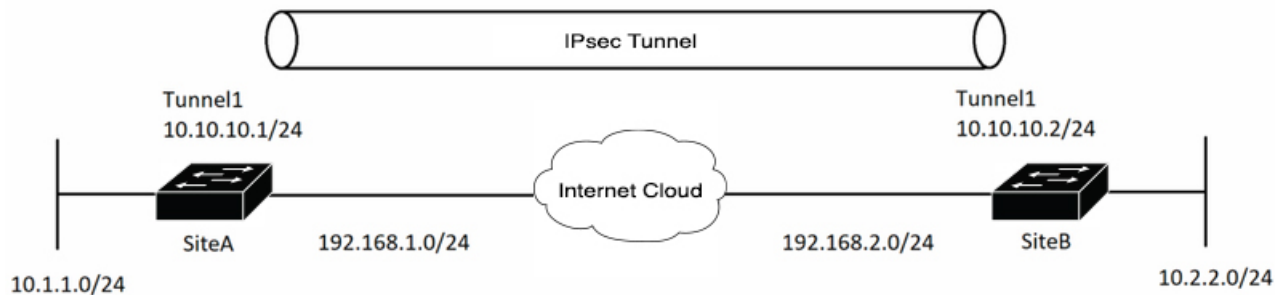 IPsec Tunnel
Tunnel1
10.10.10.1/24
Tunnel1
10.10.10.2/24
Internet Cloud
SiteA
192.168.1.0/24
192.168.2.0/24
SiteB
10.1.1.0/24
10.2.2.0/24